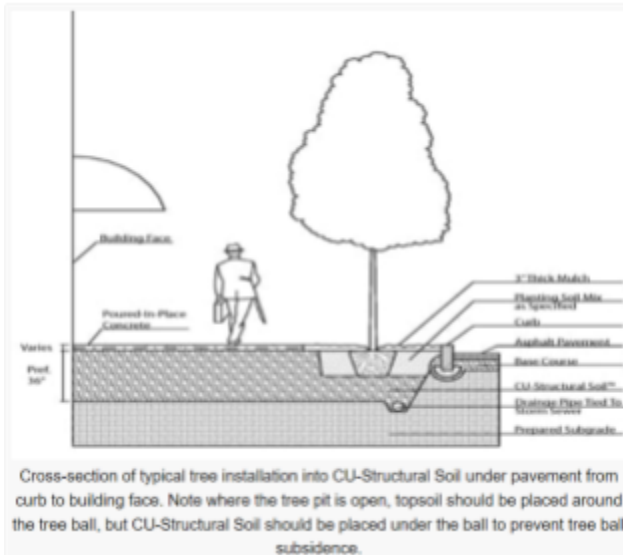 Building Face
3" Thick Mulch
Planting Soil Mix
as Specified
Poured-In-Place
Concrete
Curb
Asphalt Pavement
Varies
Base Course
Pref.
36"
CU-Structural Soil™
Drainge Pipe Tied To
Storm Sewer
Prepared Subgrade
Cross-section of typical tree installation into CU-Structural Soil under pavement from
curb to building face. Note where the tree pit is open, topsoil should be placed around
the tree ball, but CU-Structural Soil should be placed under the ball to prevent tree ball
subsidence.